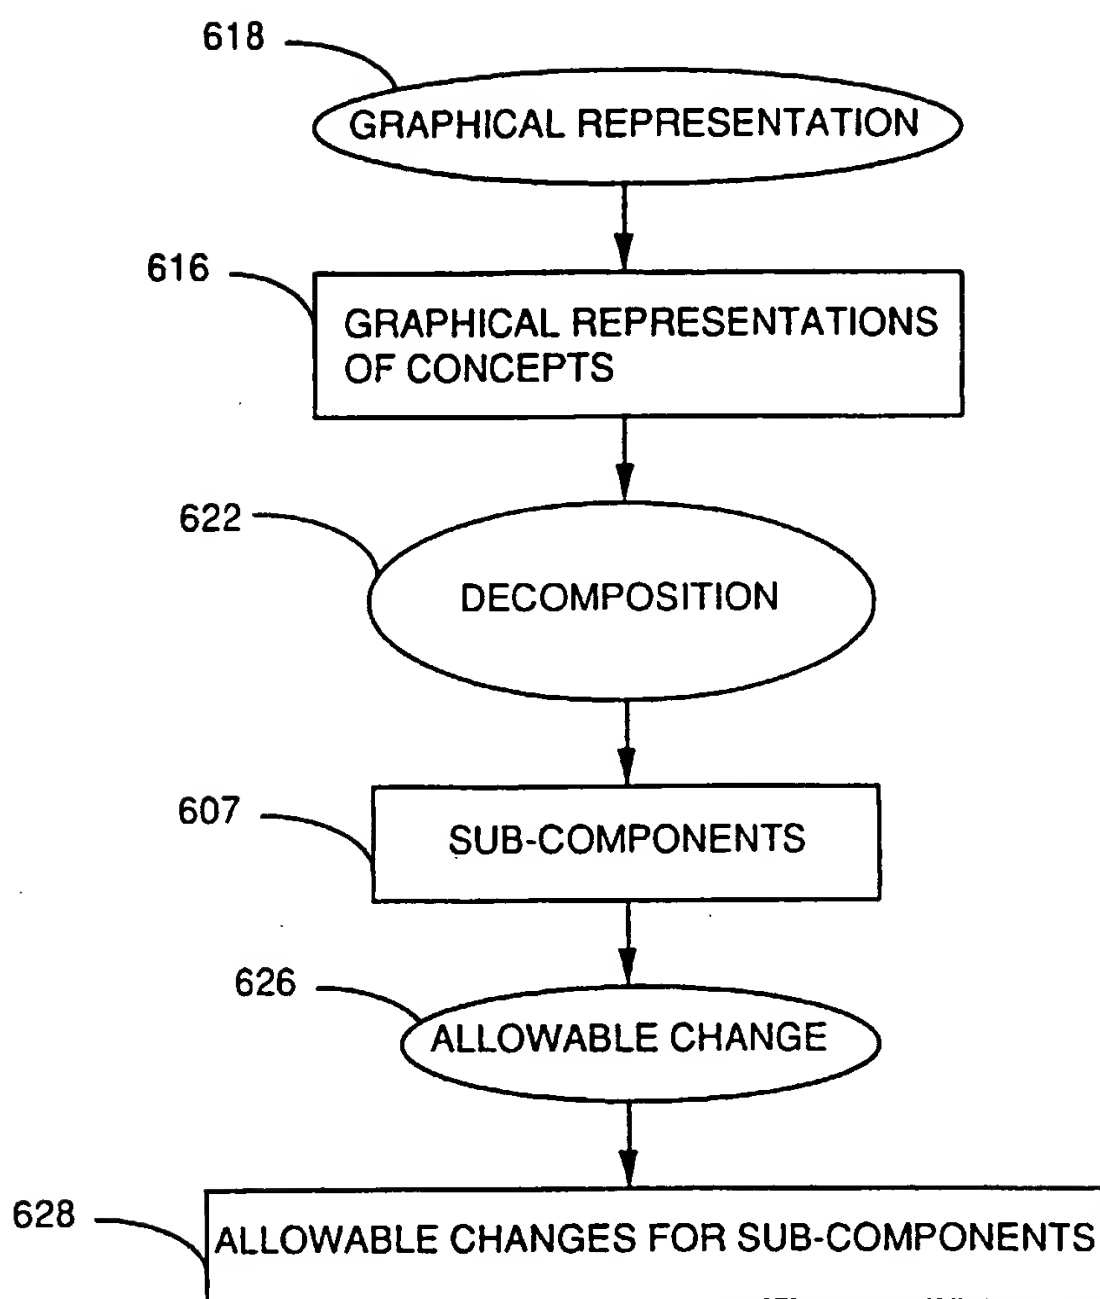 618
GRAPHICAL REPRESENTATION
616
GRAPHICAL REPRESENTATIONS
OF CONCEPTS
622
DECOMPOSITION
607
SUB-COMPONENTS
626
ALLOWABLE CHANGE
628
ALLOWABLE CHANGES FOR SUB-COMPONENTS